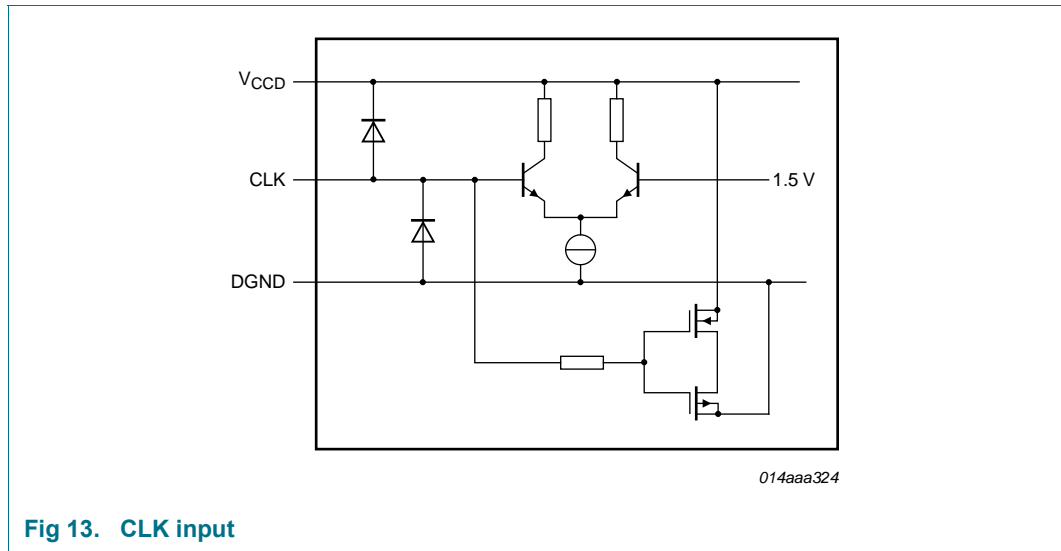 VCCD
CLK
1.5 V
DGND
014aaa324
Fig 13. CLK input